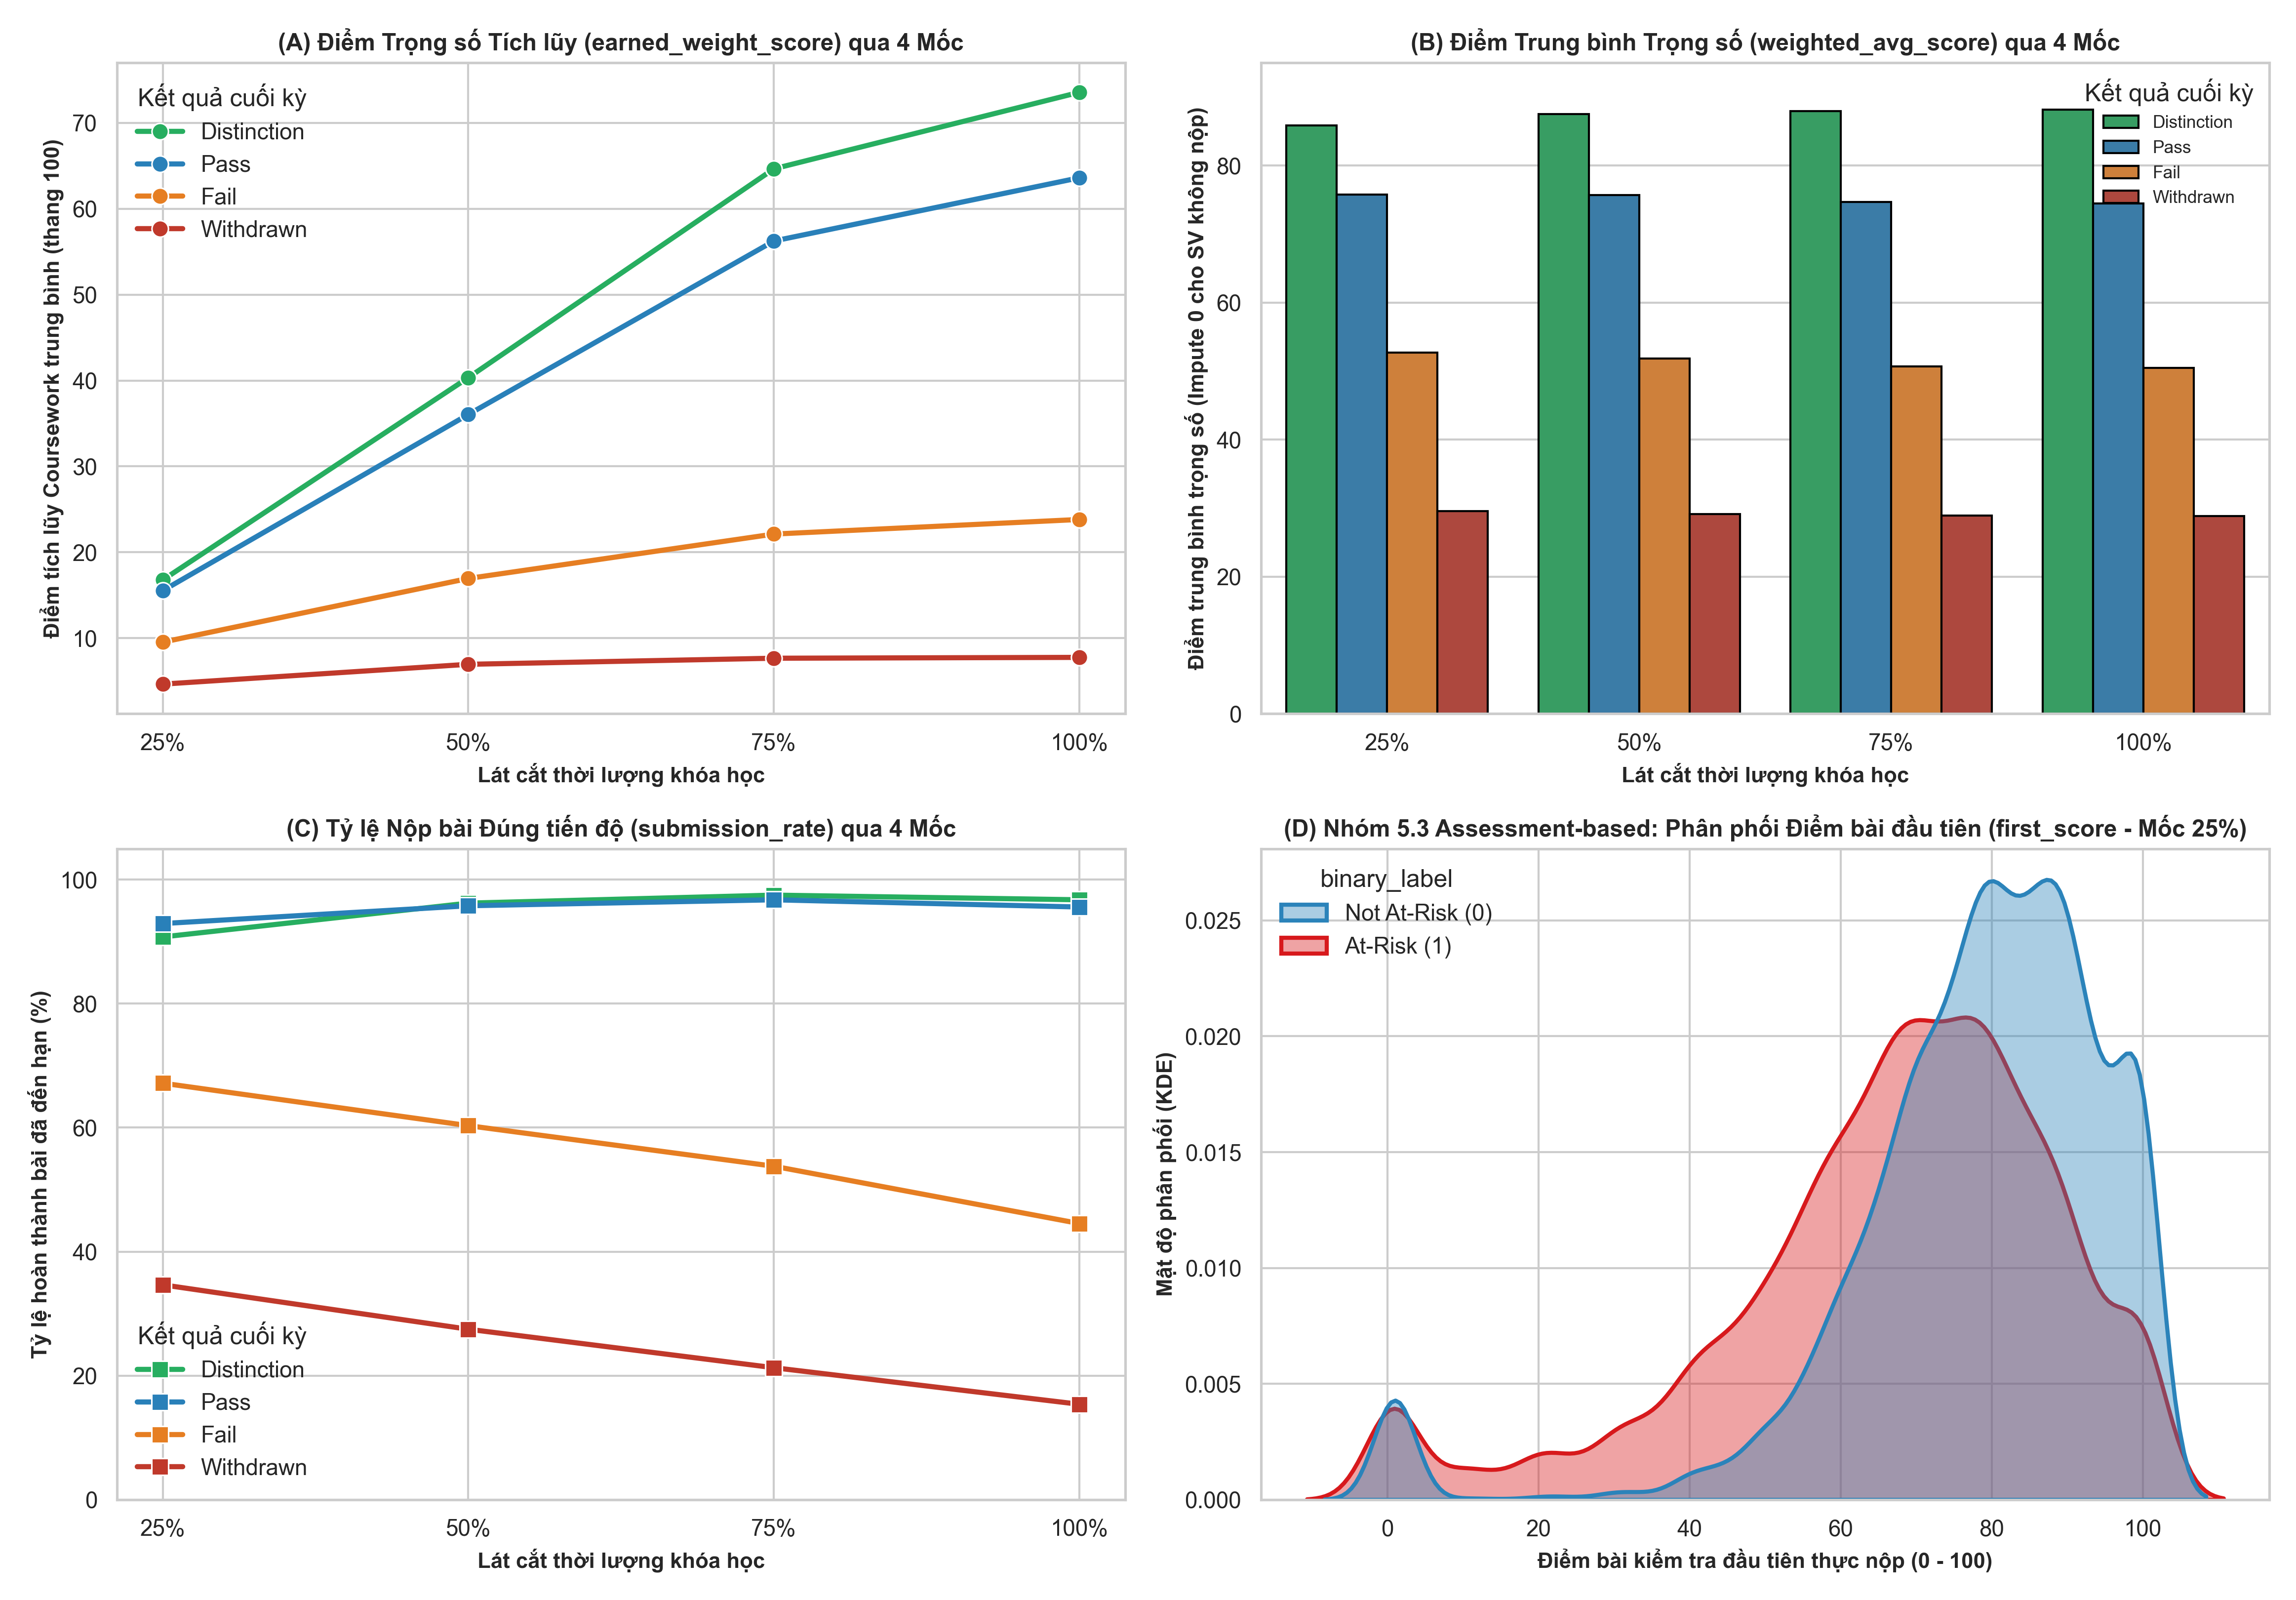 (A) Điểm Trọng số Tích lũy (earned_weight_score) qua 4 Mốc
Điểm tích lũy Coursework trung bình (thang 100)
70
60
50
40
30
20
10
Kết quả cuối kỳ
Distinction
Pass
Fail
Withdrawn
25%
50%
75%
100%
Lát cắt thời lượng khóa học
(B) Điểm Trung bình Trọng số (weighted_avg_score) qua 4 Mốc
Điểm trung bình trọng số (Impute 0 cho SV không nộp)
80
60
40
20
0
Kết quả cuối kỳ
Distinction
Pass
Fail
Withdrawn
25%
50%
75%
100%
Lát cắt thời lượng khóa học
(C) Tỷ lệ Nộp bài Đúng tiến độ (submission_rate) qua 4 Mốc
Tỷ lệ hoàn thành bài đã đến hạn (%)
100
80
60
40
20
0
Kết quả cuối kỳ
Distinction
Pass
Fail
Withdrawn
25%
50%
75%
100%
Lát cắt thời lượng khóa học
(D) Nhóm 5.3 Assessment-based: Phân phối Điểm bài đầu tiên (first_score - Mốc 25%)
Mật độ phân phối (KDE)
0.025
0.020
0.015
0.010
0.005
0.000
binary_label
Not At-Risk (0)
At-Risk (1)
0
20
40
60
80
100
Điểm bài kiểm tra đầu tiên thực nộp (0 - 100)